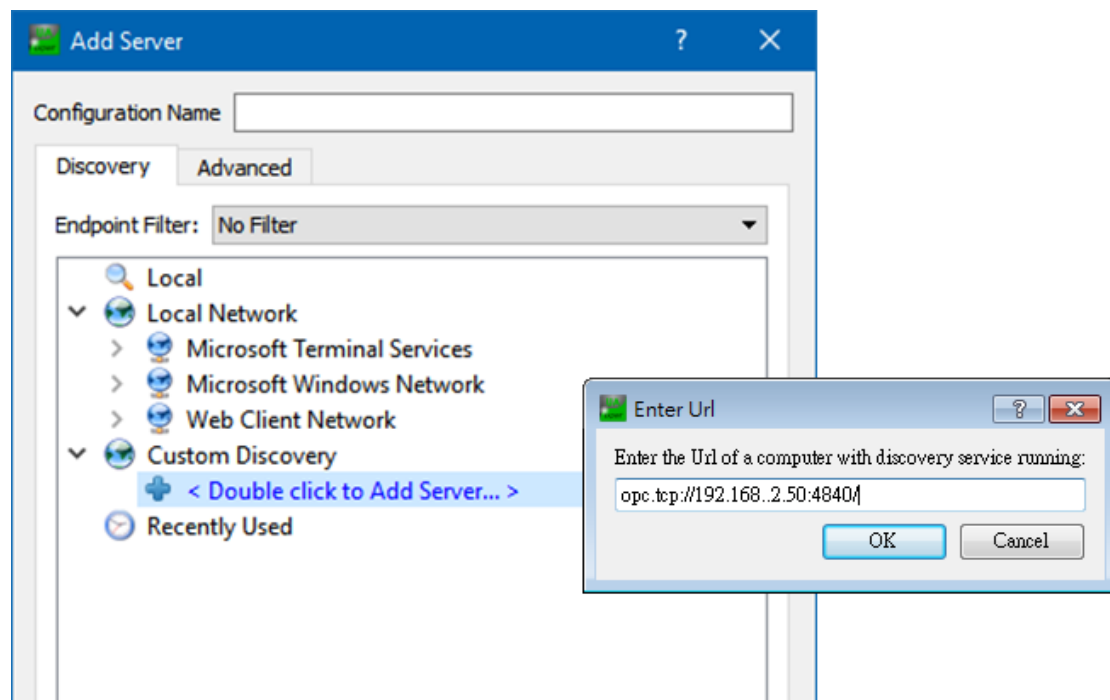 Add Server
?
Configuration Name
Discovery Advanced
Endpoint Filter: No Filter
Local
Local Network
Microsoft Terminal Services
Microsoft Windows Network
Web Client Network
Custom Discovery
< Double click to Add Server... >
Recently Used
Enter Url
?
Enter the Url of a computer with discovery service running:
opc.tcp://192.168..2.50:4840/
OK Cancel